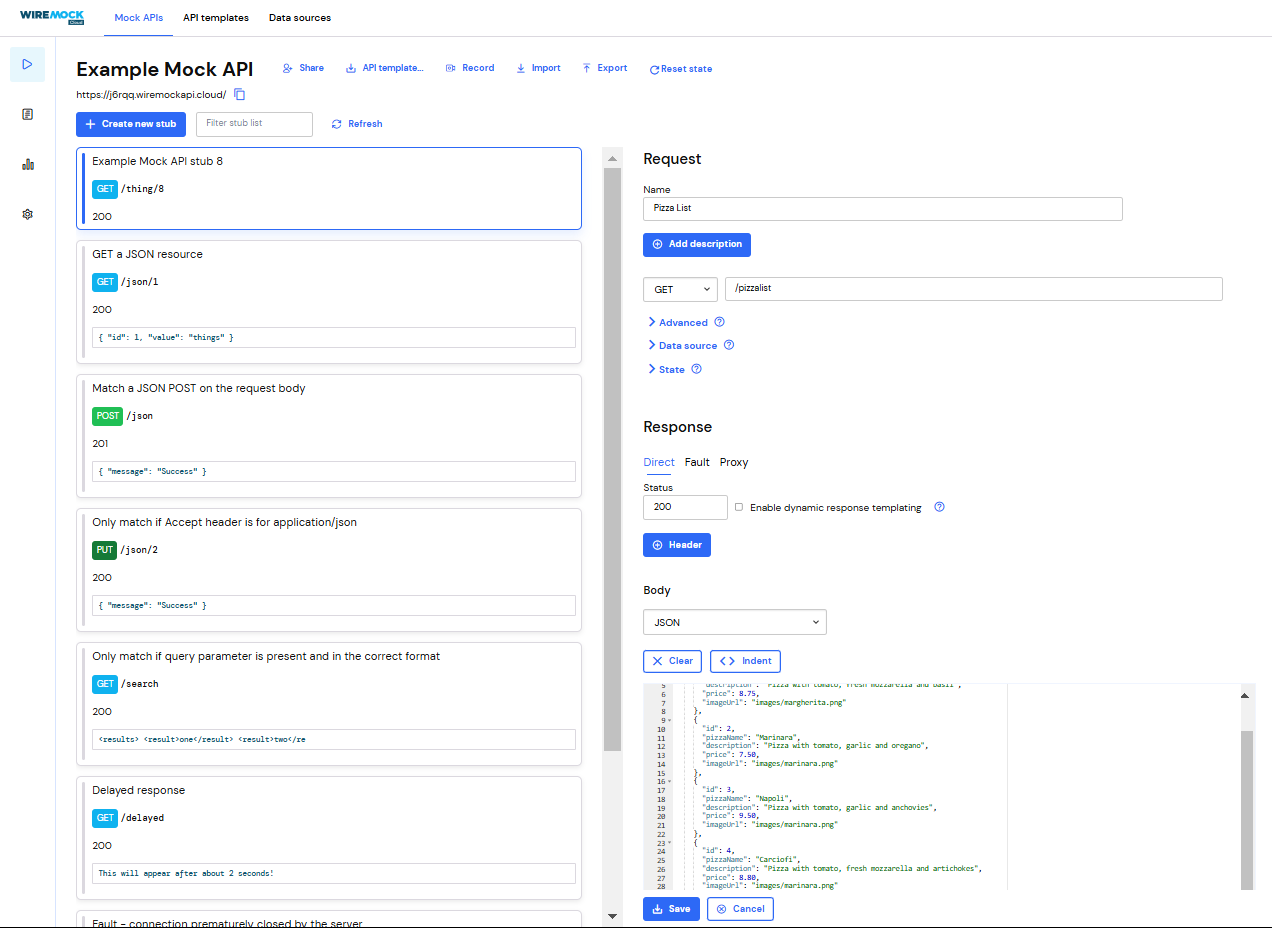 WIREMOCK Cloud
Mock APIs API templates Data sources
Example Mock API
Share API template... Record Import Export Reset state
https://j6rqq.wiremockapi.cloud/
Create new stub Filter stub list Refresh
Example Mock API stub 8
GET /thing/8
200
GET a JSON resource
GET /json/1
200
{ "id": 1, "value": "things" }
Match a JSON POST on the request body
POST /json
201
{ "message": "Success" }
Only match if Accept header is for application/json
PUT /json/2
200
{ "message": "Success" }
Only match if query parameter is present and in the correct format
GET /search
200
<results> <result>one</result> <result>two</re
Delayed response
GET /delayed
200
This will appear after about 2 seconds!
Fault - connection prematurely closed by the server
Request
Name
Pizza List
Add description
GET /pizzalist
Advanced
Data source
State
Response
Direct Fault Proxy
Status
200 Enable dynamic response templating
Header
Body
JSON
Clear Indent
5 "description": "Pizza with tomato, fresh mozzarella and basil",
6 "price": 8.75,
7 "imageUrl": "images/margherita.png"
8 },
9 {
10 "id": 2,
11 "pizzaName": "Marinara",
12 "description": "Pizza with tomato, garlic and oregano",
13 "price": 7.50,
14 "imageUrl": "images/marinara.png"
15 },
16 {
17 "id": 3,
18 "pizzaName": "Napoli",
19 "description": "Pizza with tomato, garlic and anchovies",
20 "price": 9.50,
21 "imageUrl": "images/marinara.png"
22 },
23 {
24 "id": 4,
25 "pizzaName": "Carciofi",
26 "description": "Pizza with tomato, fresh mozzarella and artichokes",
27 "price": 8.80,
28 "imageUrl": "images/marinara.png"
Save Cancel